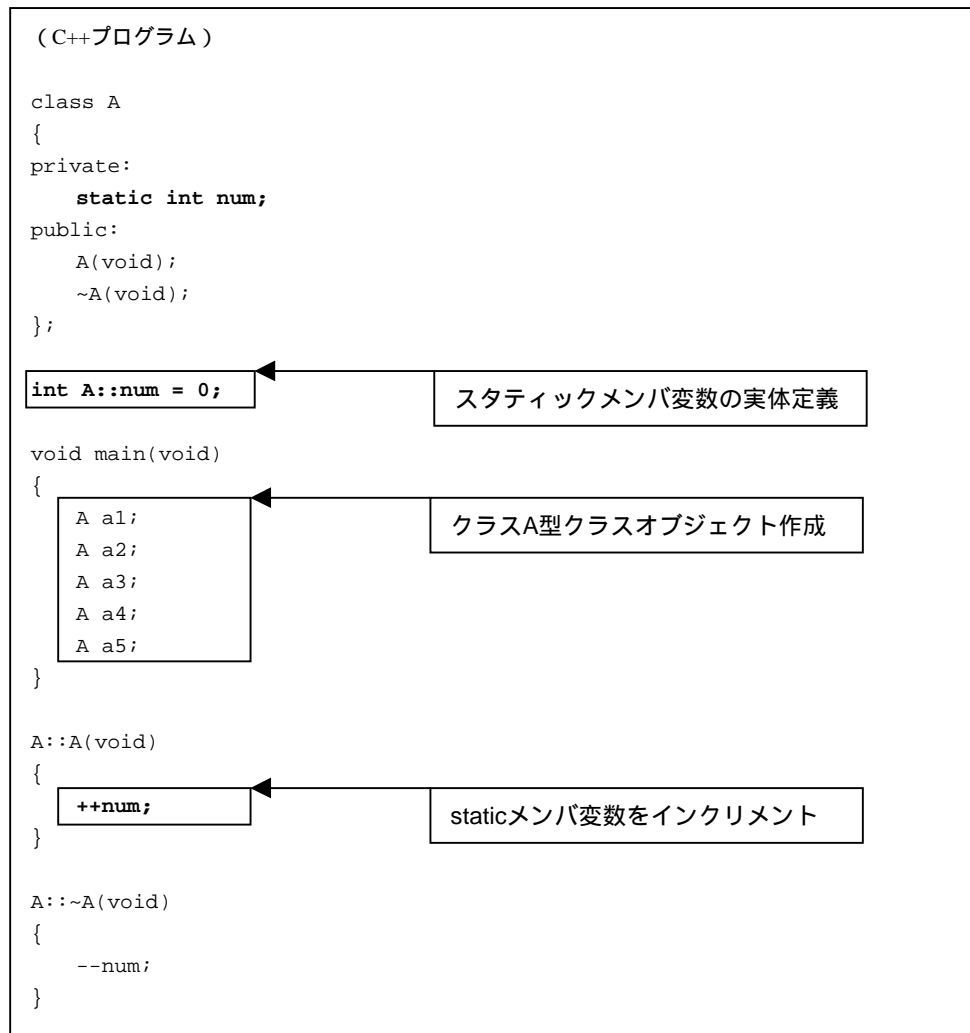 （C++プログラム）
class A
{
private:
static int num;
public:
A(void);
~A(void);
};
int A::num = 0;
スタティックメンバ変数の実体定義
void main(void)
{
A a1;
クラスA型クラスオブジェクト作成
A a2;
A a3;
A a4;
A a5;
}
A::A(void)
{
++num;
staticメンバ変数をインクリメント
}
A::~A(void)
{
--num;
}